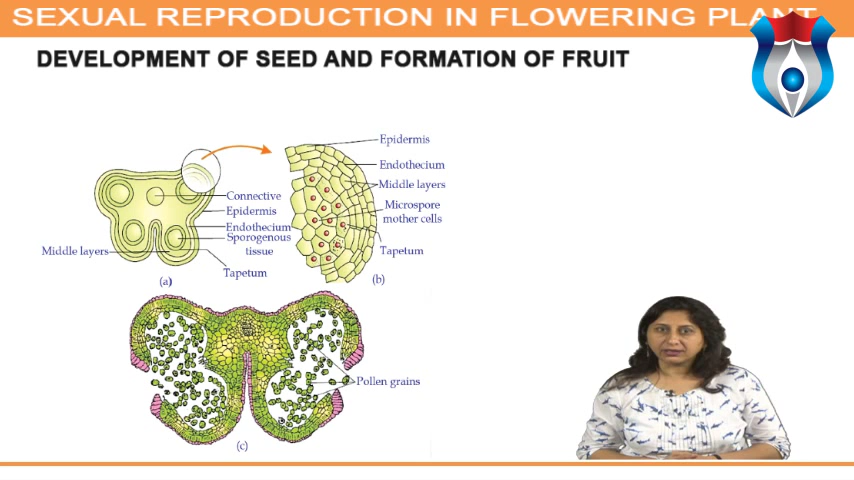 SEXUAL REPRODUCTION IN FLOWERING PLANT
DEVELOPMENT OF SEED AND FORMATION OF FRUIT
Connective
Epidermis
Endothecium
Sporogenous
tissue
Middle layers
Tapetum
(a)
Epidermis
Endothecium
Middle layers
Microspore
mother cells
Tapetum
(b)
Pollen grains
(c)